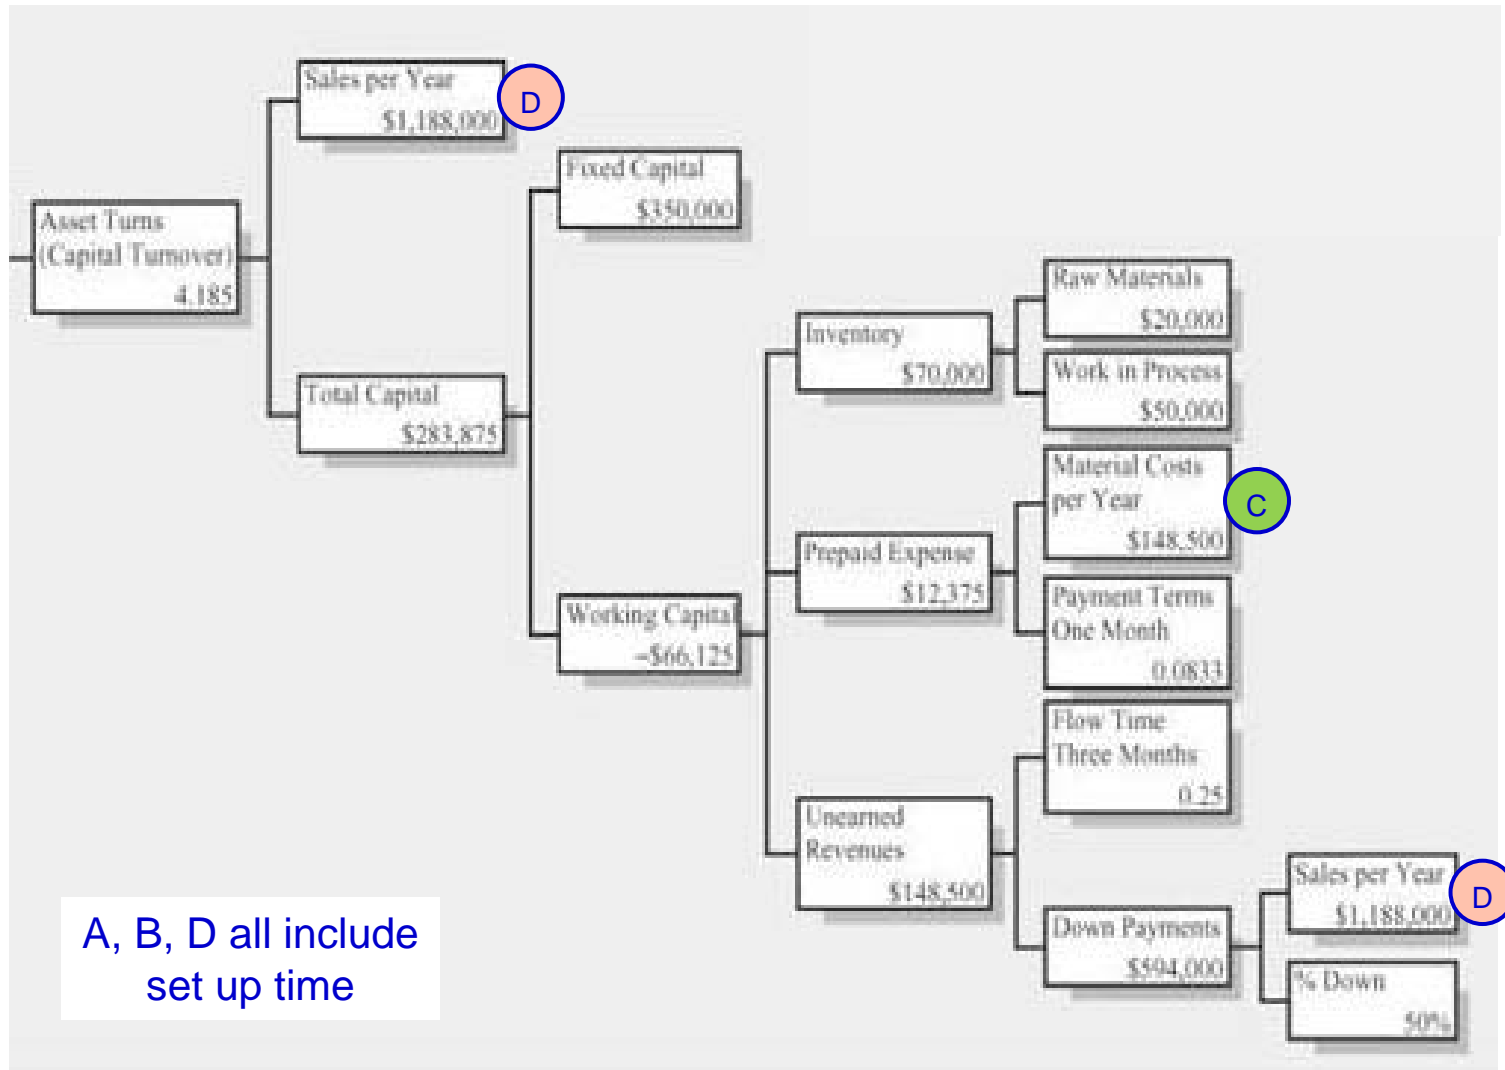 Sales per Year
$1,188,000
D
Fixed Capital
$350,000
Asset Turns
(Capital Turnover)
4.185
Raw Materials
$20,000
Inventory
$70,000
Work in Process
$50,000
Total Capital
$283,875
Material Costs
per Year
$148,500
C
Prepaid Expense
$12,375
Payment Terms
One Month
0.0833
Working Capital
–$66,125
Flow Time
Three Months
0.25
Unearned
Revenues
$148,500
Sales per Year
$1,188,000
D
Down Payments
$594,000
% Down
50%
A, B, D all include
set up time